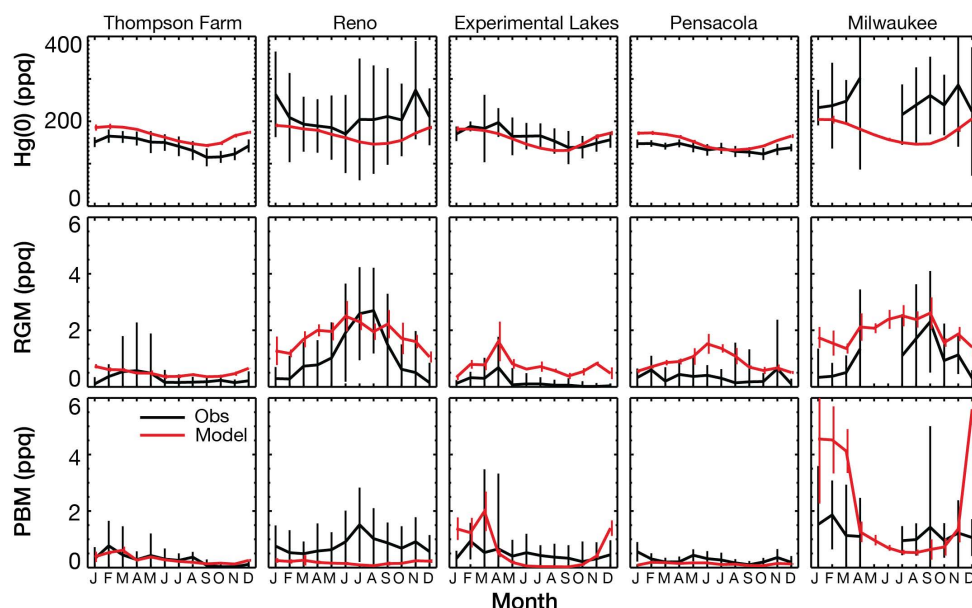 Thompson Farm Reno Experimental Lakes Pensacola Milwaukee
Hg(0) (ppq)
400
200
0
RGM (ppq)
6
4
2
0
PBM (ppq)
6
4
2
0
Obs
Model
J F M A M J J A S O N D J F M A M J J A S O N D J F M A M J J A S O N D J F M A M J J A S O N D J F M A M J J A S O N D
Month